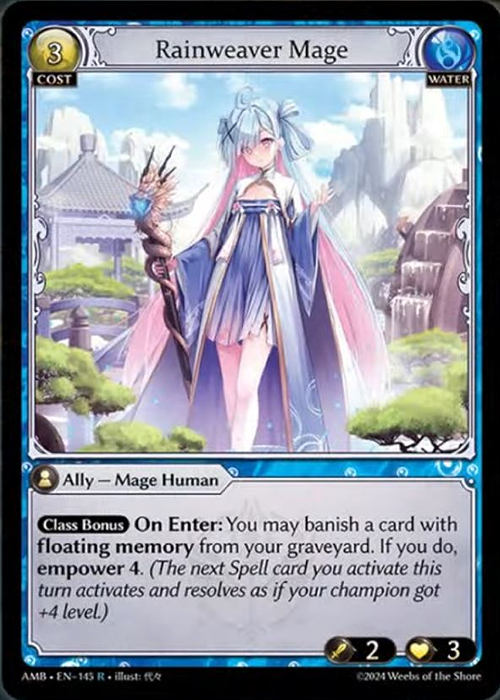 3
Rainweaver Mage
COST
WATER
Ally — Mage Human
Class Bonus On Enter: You may banish a card with
floating memory from your graveyard. If you do,
empower 4. (The next Spell card you activate this
turn activates and resolves as if your champion got
+4 level.)
2
3
AMB • EN-145 R • illust: 代々
©2024 Weebs of the Shore